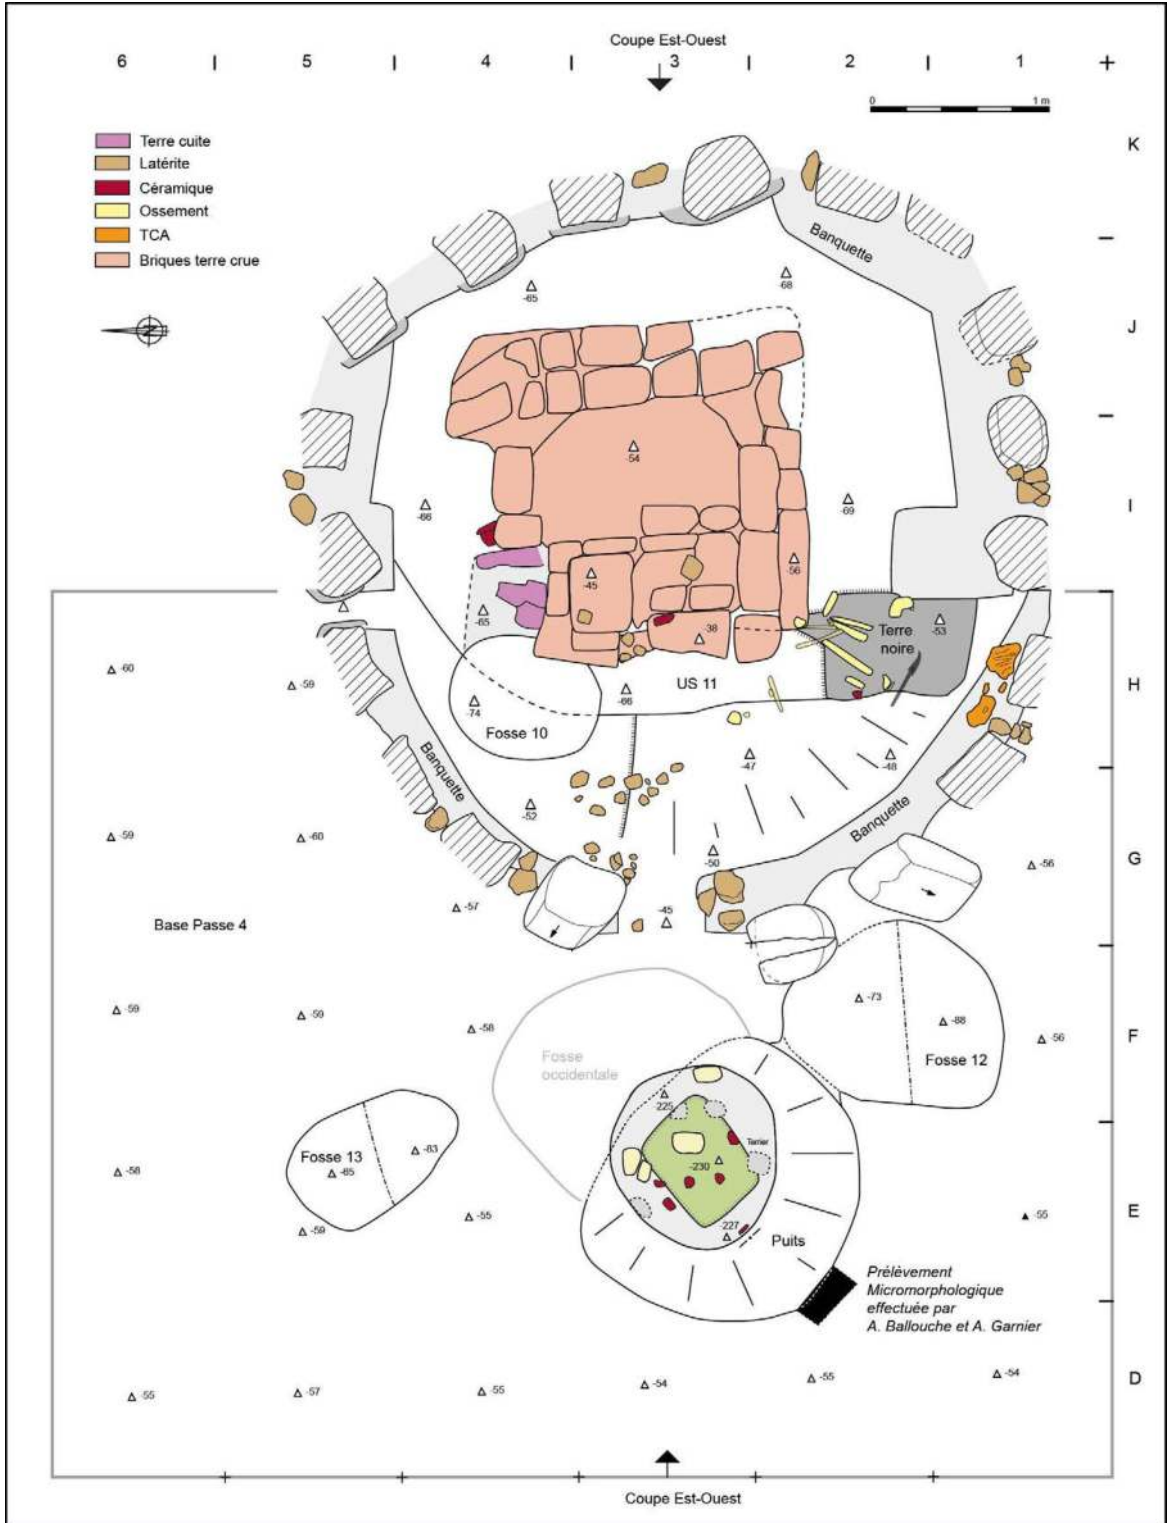 Coupe Est-Ouest
6 5 4 3 2 1
0 1 m
K
Terre cuite
Latérite
Céramique
Ossement
TCA
Briques terre crue
Banquette
-65
-68
N
J
-54
-66
-69
I
-45
-56
-65
-38
Terre
noire
-53
-60
-59
US 11
-66
-74
H
Fosse 10
-47
-48
Banquette
-52
Banquette
-59
-60
-50
-56
G
-57
-45
Base Passe 4
-73
-59
-59
-58
-88
-56
F
Fosse
occidentale
Fosse 12
-225
Terrier
Fosse 13
-83
-58
-65
-230
-59
-55
-227
-55
E
Puits
Prélèvement
Micromorphologique
effectuée par
A. Ballouche et A. Garnier
-55
-57
-55
-54
-55
-54
D
Coupe Est-Ouest